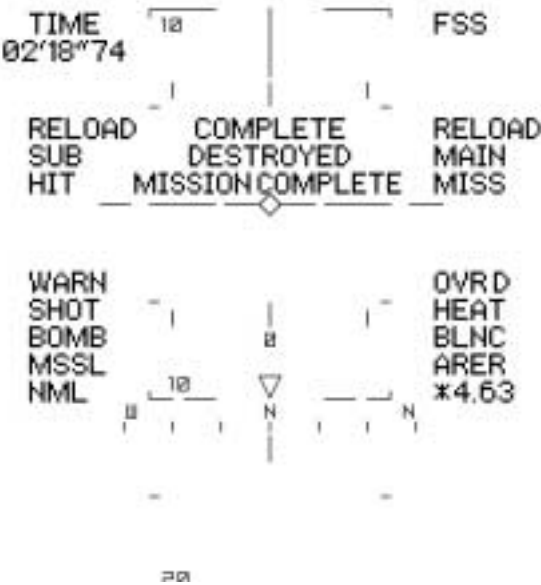 TIME 10 FSS
02'18"74
RELOAD COMPLETE RELOAD
SUB DESTROYED MAIN
HIT MISSION COMPLETE MISS
WARN OVRD
SHOT HEAT
BOMB 0 BLNC
MSSL ARER
NML 10 *4.63
W N N
20